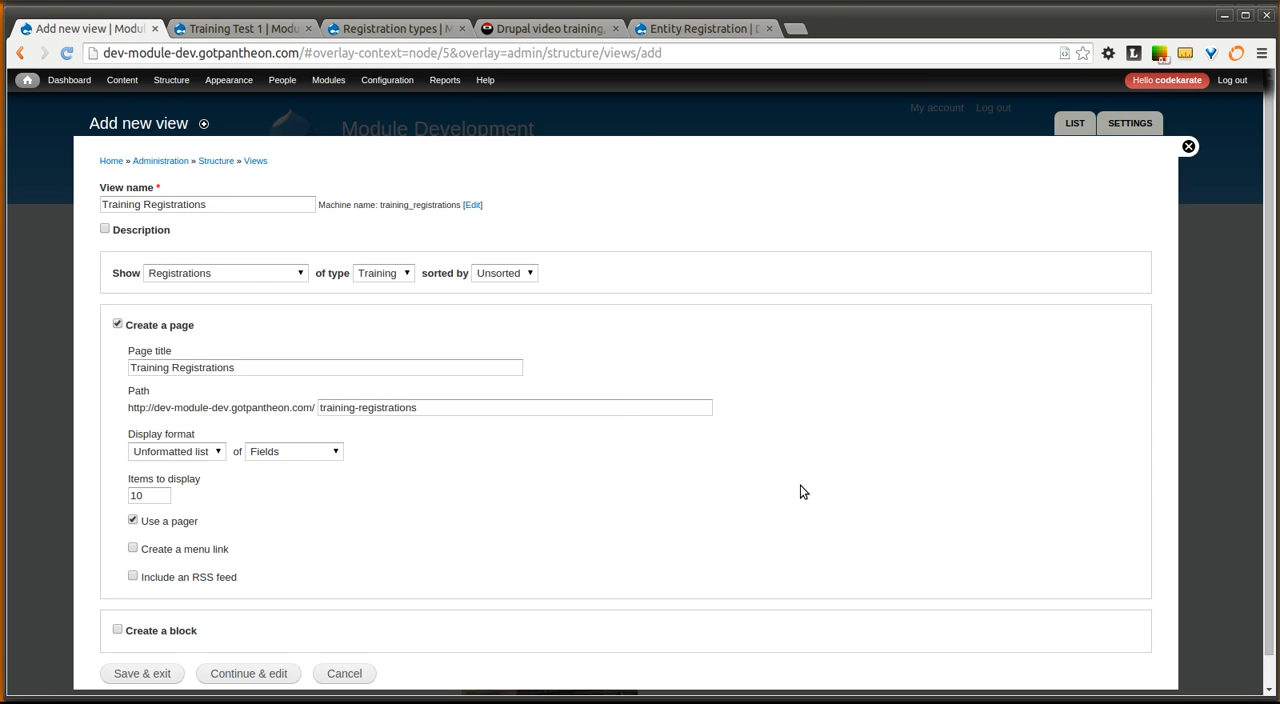 Add new view | Modul
Training Test 1 | Modu
Registration types | M
Drupal video training,
Entity Registration | D
dev-module-dev.gotpantheon.com/#overlay-context=node/5&overlay=admin/structure/views/add
Dashboard Content Structure Appearance People Modules Configuration Reports Help Hello codekarate Log out
My account Log out
Add new view
Module Development
LIST SETTINGS
Home » Administration » Structure » Views
View name *
Training Registrations Machine name: training_registrations [Edit]
Description
Show Registrations of type Training sorted by Unsorted
Create a page
Page title
Training Registrations
Path
http://dev-module-dev.gotpantheon.com/ training-registrations
Display format
Unformatted list of Fields
Items to display
10
Use a pager
Create a menu link
Include an RSS feed
Create a block
Save & exit Continue & edit Cancel